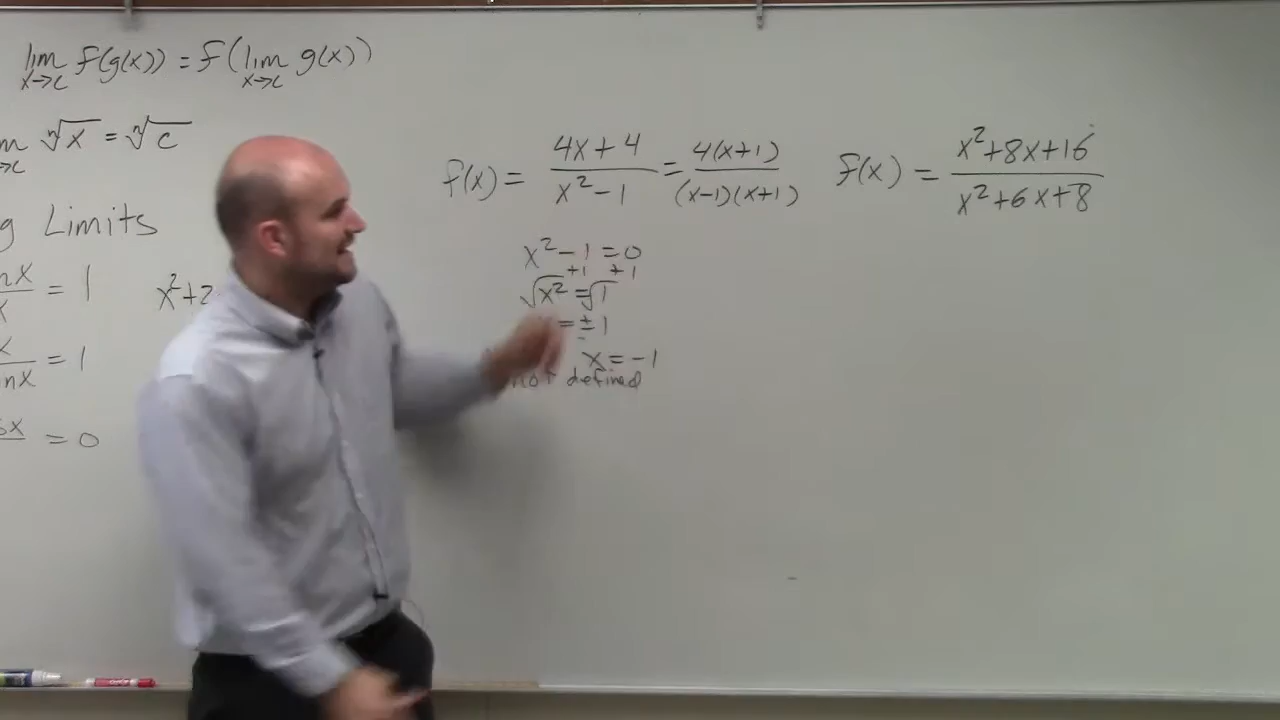 lim f(g(x)) = f(lim g(x))
x→c x→c
ⁿ√x = ⁿ√c
→c
g Limits
= 1
x²+2
= 1
= 0
f(x) = (4x+4)/(x²-1) = 4(x+1)/((x-1)(x+1))
x²-1=0
+1 +1
√x² = √1
= ±1
x = -1
not defined
f(x) = (x²+8x+16)/(x²+6x+8)